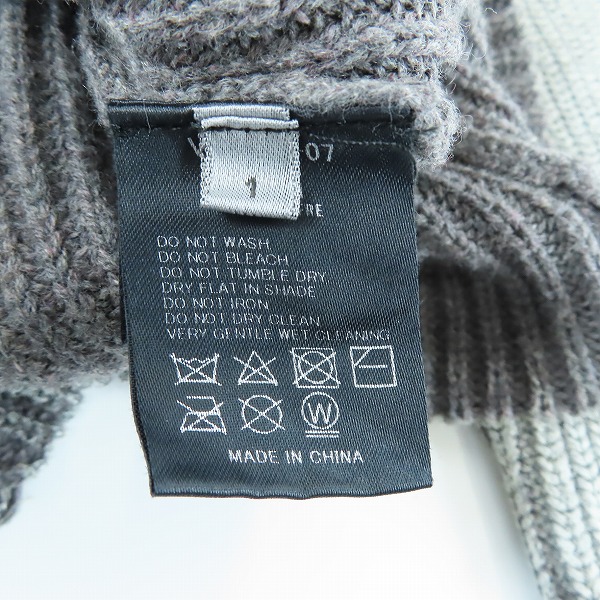 07
1
DO NOT WASH
DO NOT BLEACH
DO NOT TUMBLE DRY
DRY FLAT IN SHADE
DO NOT IRON
DO NOT DRY CLEAN
VERY GENTLE WET CLEANING
W
MADE IN CHINA